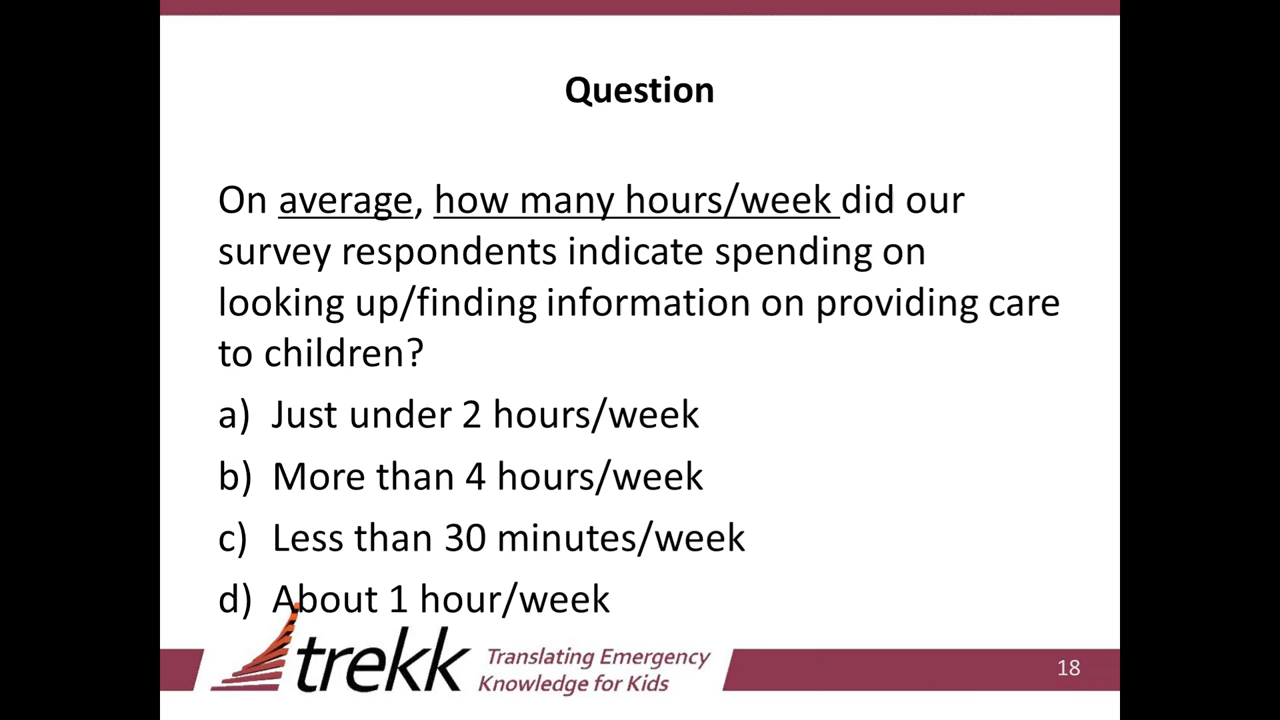 Question
On average, how many hours/week did our
survey respondents indicate spending on
looking up/finding information on providing care
to children?
a) Just under 2 hours/week
b) More than 4 hours/week
c) Less than 30 minutes/week
d) About 1 hour/week
trekk
Translating Emergency
Knowledge for Kids
18